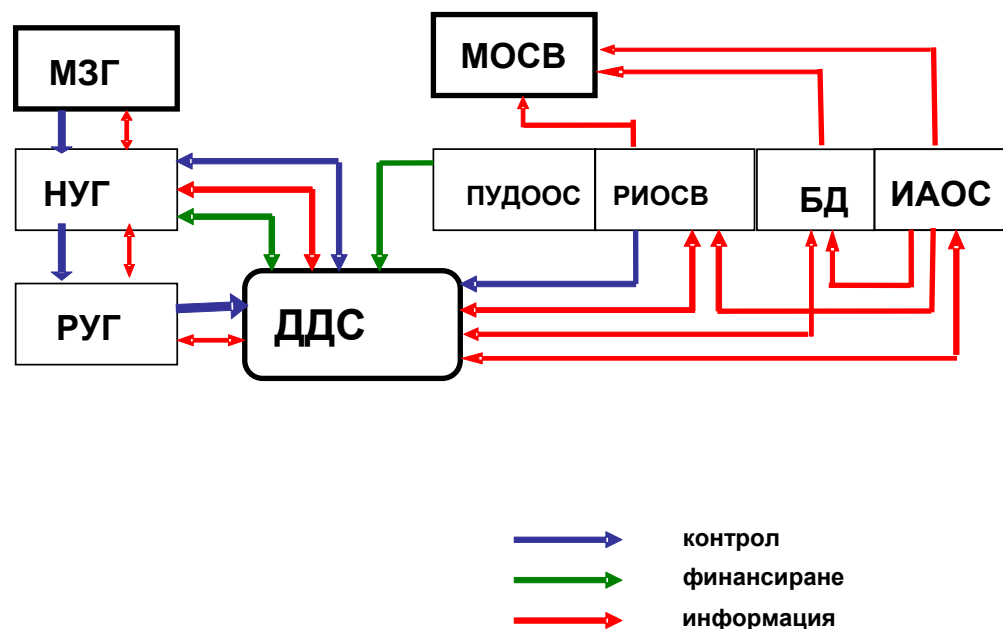 МЗГ
МОСВ
НУГ
ПУДООС
РИОСВ
БД
ИАОС
РУГ
ДДС
контрол
финансиране
информация